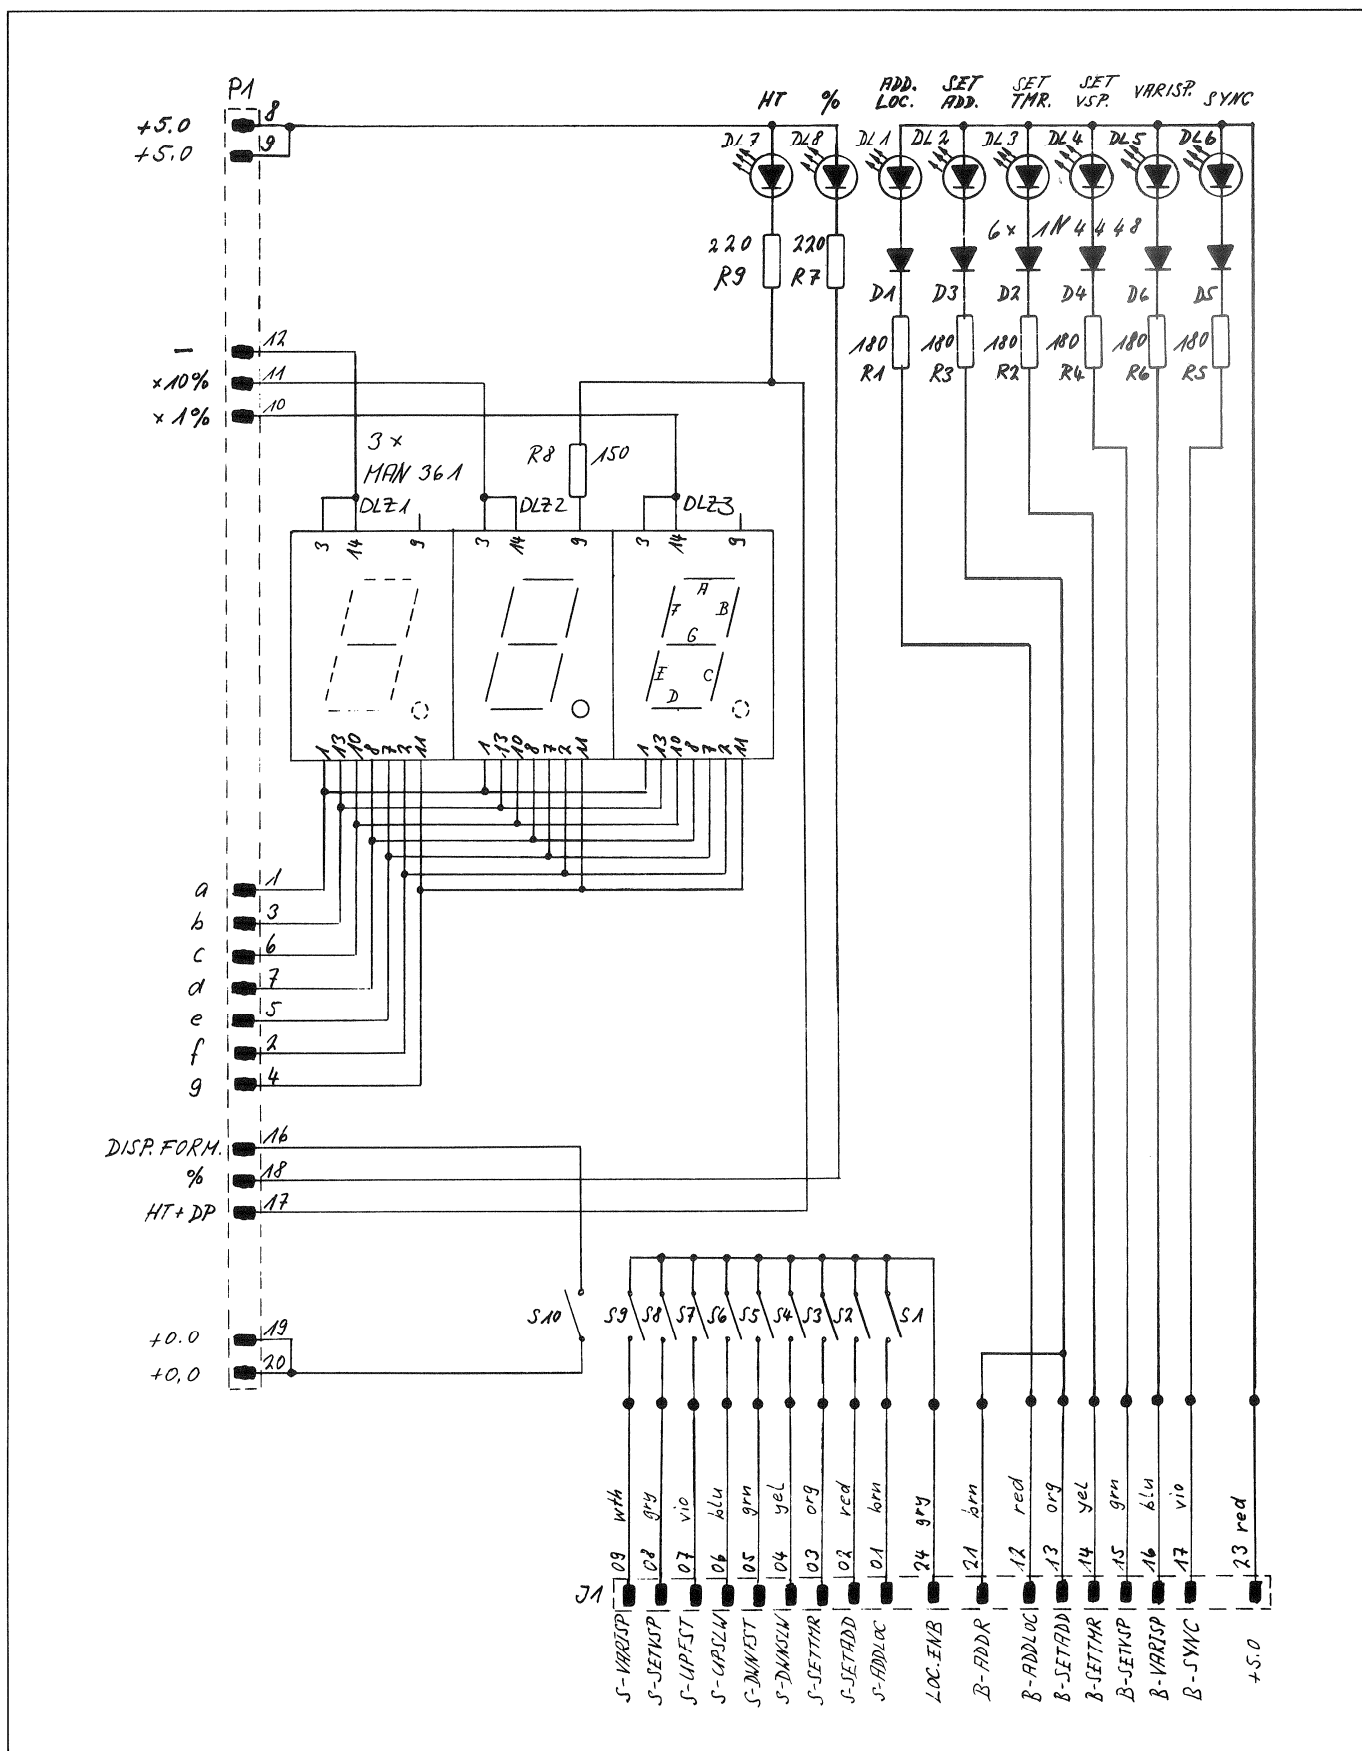 P1
8
+5.0
9
+5.0
HT
%
ADD.
LOC.
SET
ADD.
SET
TMR.
SET
VSP.
VARISP.
SYNC
DL7
DL8
DL1
DL2
DL3
DL4
DL5
DL6
6 x 1N4448
220
R9
220
R7
D1
D3
D2
D4
D6
D5
180
R1
180
R3
180
R2
180
R4
180
R6
180
R5
–
12
x10%
11
x1%
10
3 x
MAN 361
R8
150
DLZ1
DLZ2
DLZ3
3 14 9
3 14 9
3 14 9
A
F
B
G
E
C
D
1 13 10 8 7 2 11
1 13 10 8 7 2 11
1 13 10 8 7 2 11
a 1
b 3
c 6
d 7
e 5
f 2
g 4
DISP. FORM. 16
% 18
HT+DP 17
S10
S9 S8 S7 S6 S5 S4 S3 S2 S1
+0.0 19
+0,0 20
wth
gry
vio
blu
grn
yel
org
red
brn
gry
brn
red
org
yel
grn
blu
vio
red
09
08
07
06
05
04
03
02
01
24
21
12
13
14
15
16
17
23
J1
S-VARISP
S-SETVSP
S-UPFST
S-UPSLW
S-DWNFST
S-DWNSLW
S-SETTMR
S-SETADD
S-ADDLOC
LOC.ENB
B-ADDR
B-ADDLOC
B-SETADD
B-SETTMR
B-SETVSP
B-VARISP
B-SYNC
+5.0